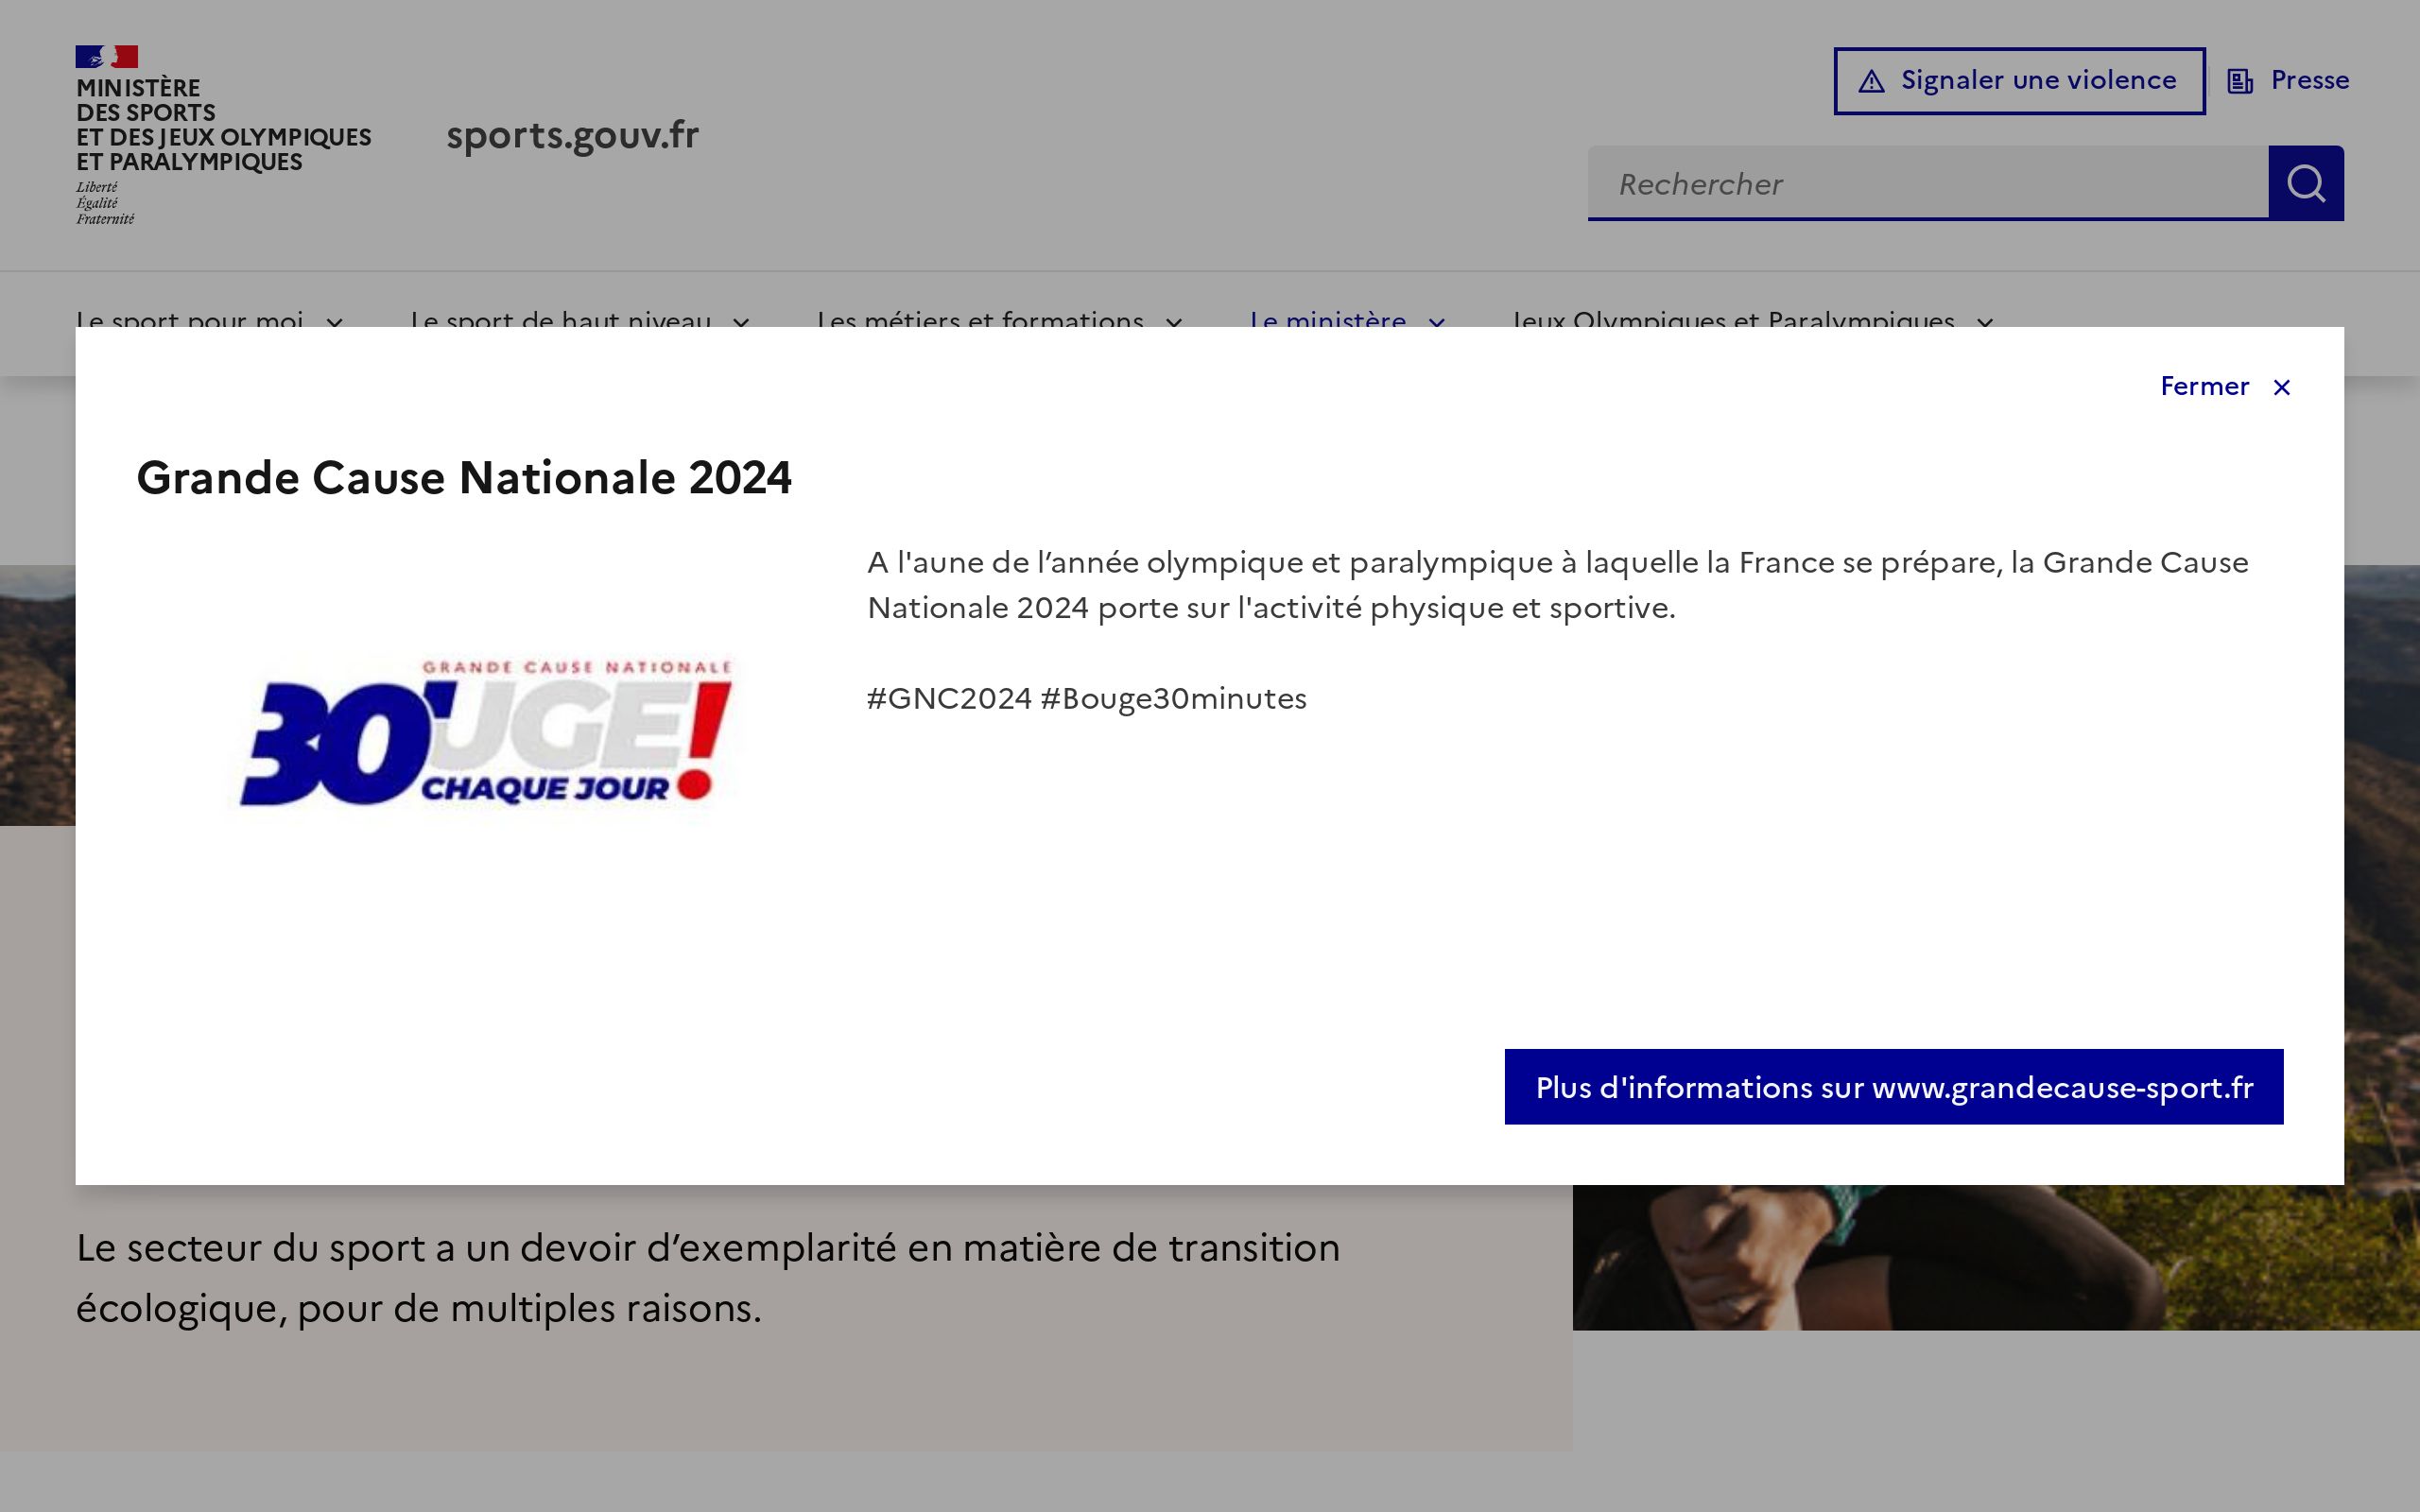 MINISTÈRE
DES SPORTS
ET DES JEUX OLYMPIQUES
ET PARALYMPIQUES
Liberté
Égalité
Fraternité
sports.gouv.fr
Signaler une violence
Presse
Rechercher
Le sport pour moi
Le sport de haut niveau
Les métiers et formations
Le ministère
Jeux Olympiques et Paralympiques
Fermer
Grande Cause Nationale 2024
GRANDE CAUSE NATIONALE
30'UGE!
CHAQUE JOUR
A l'aune de l’année olympique et paralympique à laquelle la France se prépare, la Grande Cause
Nationale 2024 porte sur l'activité physique et sportive.
#GNC2024 #Bouge30minutes
Plus d'informations sur www.grandecause-sport.fr
Le secteur du sport a un devoir d’exemplarité en matière de transition
écologique, pour de multiples raisons.